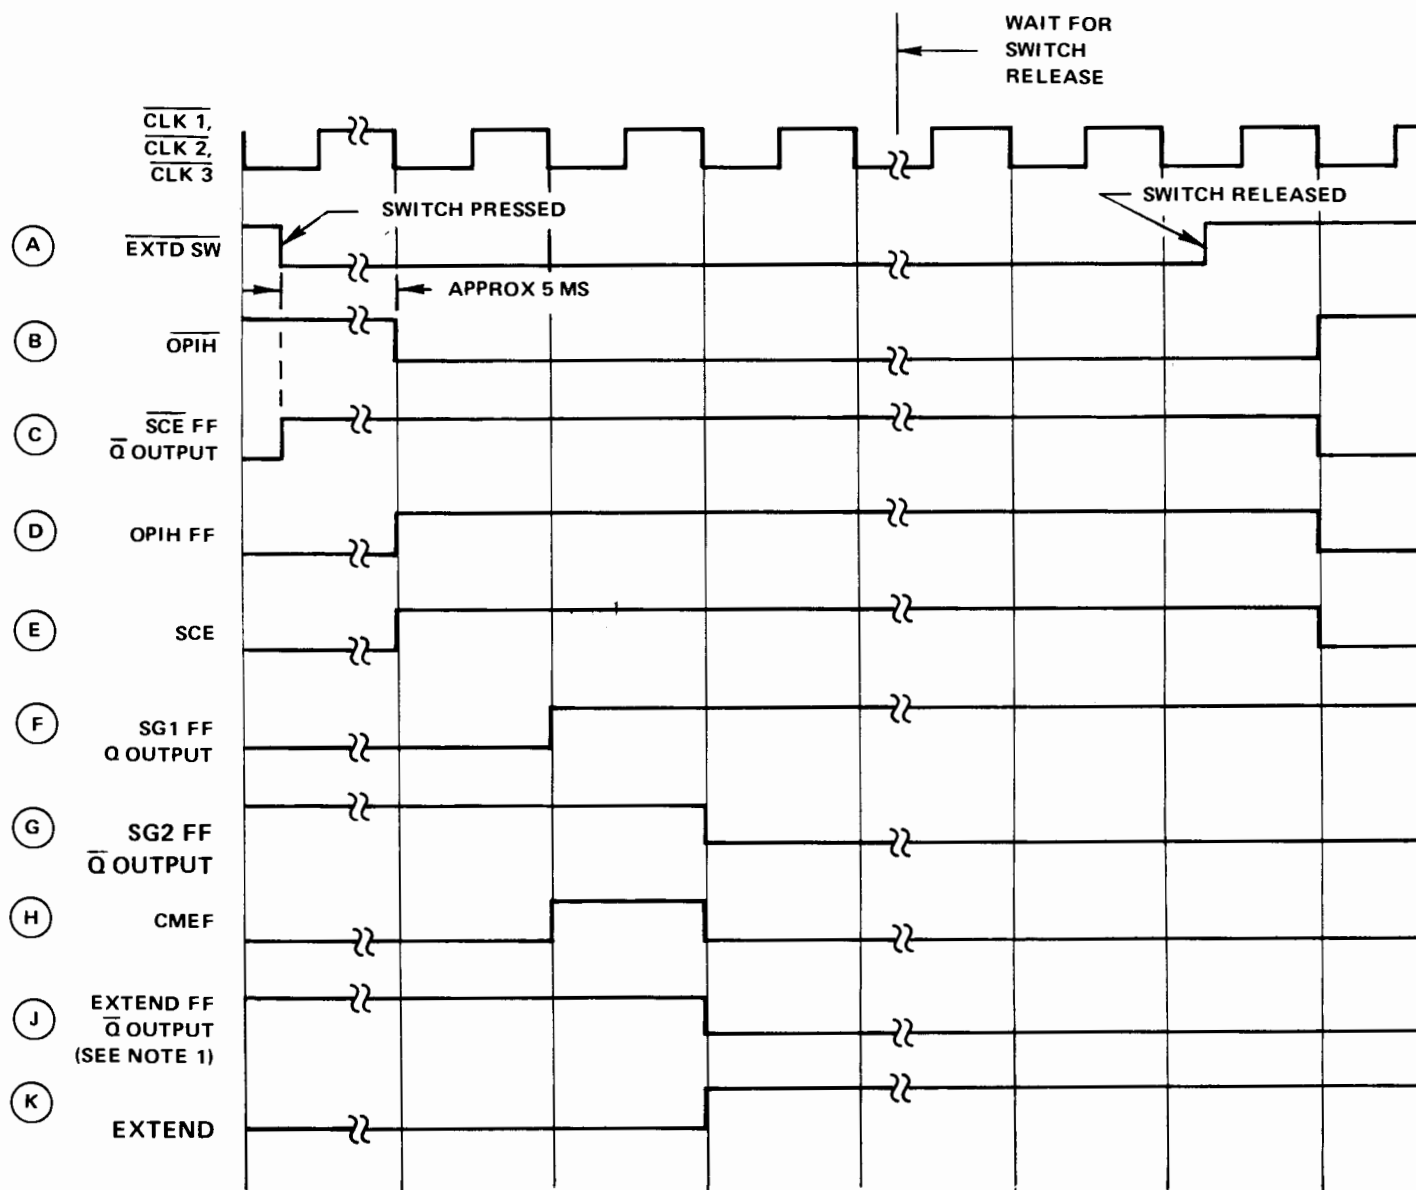 WAIT FOR
SWITCH
RELEASE
CLK 1,
CLK 2,
CLK 3
SWITCH PRESSED
SWITCH RELEASED
A
EXTD SW
APPROX 5 MS
B
OPIH
C
SCE FF
Q OUTPUT
D
OPIH FF
E
SCE
F
SG1 FF
Q OUTPUT
G
SG2 FF
Q OUTPUT
H
CMEF
J
EXTEND FF
Q OUTPUT
(SEE NOTE 1)
K
EXTEND